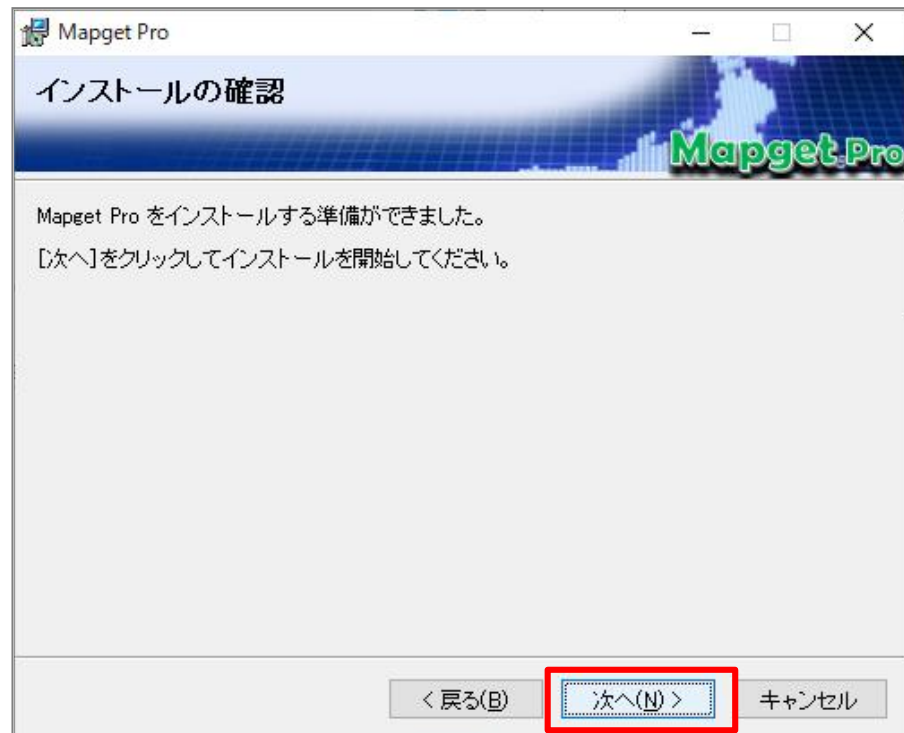 Mapget Pro
インストールの確認
Mapget Pro
Mapget Pro をインストールする準備ができました。
[次へ]をクリックしてインストールを開始してください。
< 戻る(B)
次へ(N) >
キャンセル